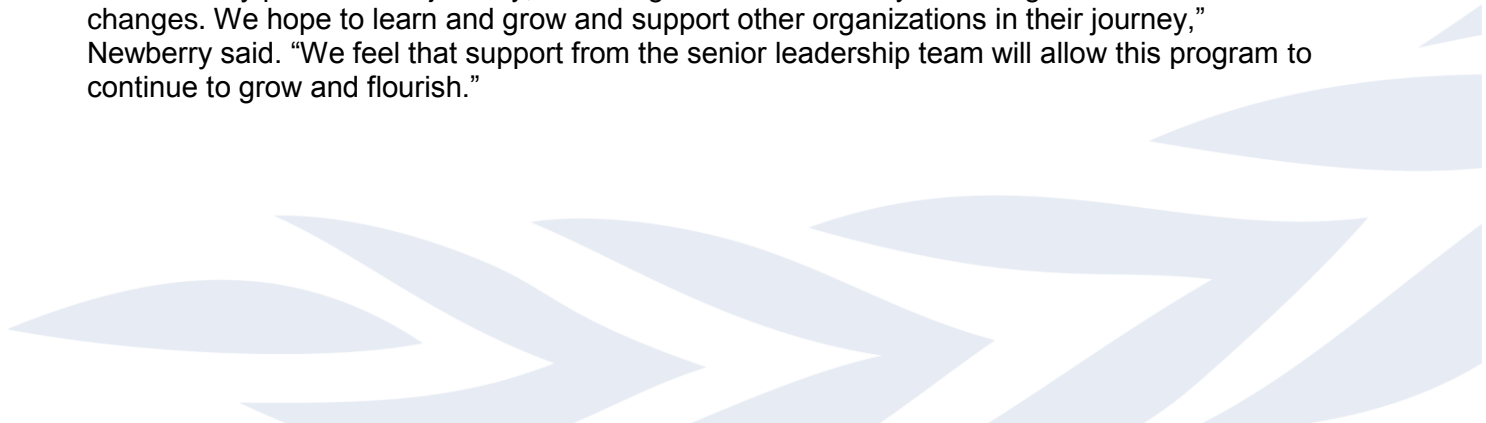 changes. We hope to learn and grow and support other organizations in their journey,”
Newberry said. “We feel that support from the senior leadership team will allow this program to
continue to grow and flourish.”